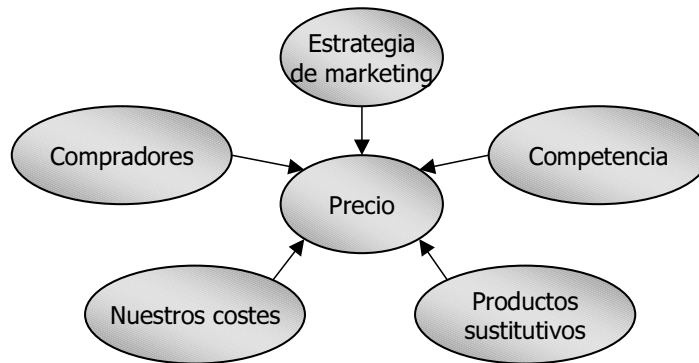 Estrategia
de marketing
Compradores
Competencia
Precio
Nuestros costes
Productos
sustitutivos